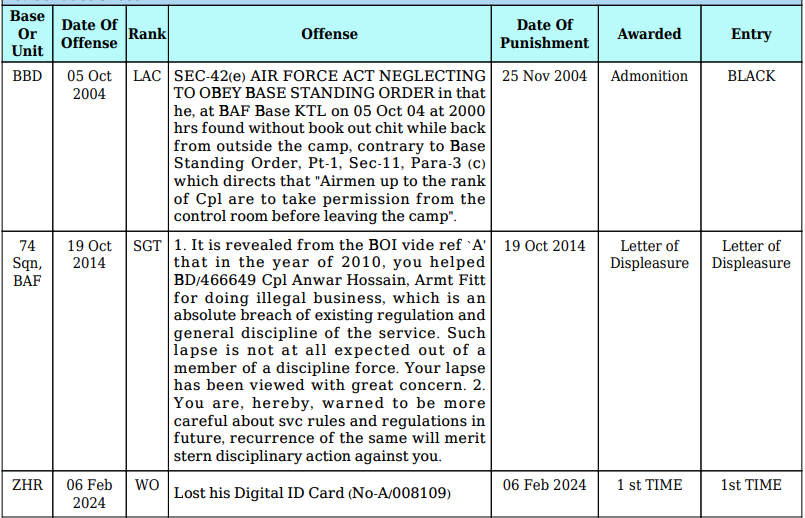 Base Or Unit | Date Of Offense | Rank | Offense | Date Of Punishment | Awarded | Entry
BBD
05 Oct
2004
LAC
SEC-42(e) AIR FORCE ACT NEGLECTING
TO OBEY BASE STANDING ORDER in that
he, at BAF Base KTL on 05 Oct 04 at 2000
hrs found without book out chit while back
from outside the camp, contrary to Base
Standing Order, Pt-1, Sec-11, Para-3 (c)
which directs that "Airmen up to the rank
of Cpl are to take permission from the
control room before leaving the camp".
25 Nov 2004
Admonition
BLACK
74
Sqn,
BAF
19 Oct
2014
SGT
1. It is revealed from the BOI vide ref `A'
that in the year of 2010, you helped
BD/466649 Cpl Anwar Hossain, Armt Fitt
for doing illegal business, which is an
absolute breach of existing regulation and
general discipline of the service. Such
lapse is not at all expected out of a
member of a discipline force. Your lapse
has been viewed with great concern. 2.
You are, hereby, warned to be more
careful about svc rules and regulations in
future, recurrence of the same will merit
stern disciplinary action against you.
19 Oct 2014
Letter of
Displeasure
Letter of
Displeasure
ZHR
06 Feb
2024
WO
Lost his Digital ID Card (No-A/008109)
06 Feb 2024
1 st TIME
1st TIME